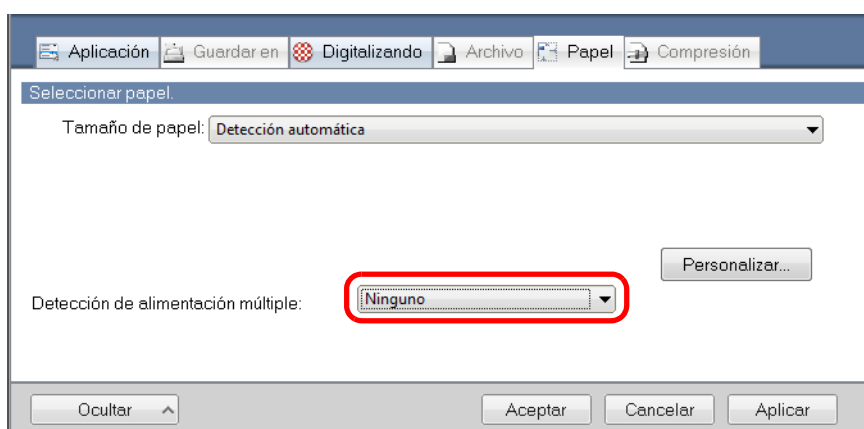 Aplicación Guardar en Digitalizando Archivo Papel Compresión
Seleccionar papel.
Tamaño de papel: Detección automática
Personalizar...
Detección de alimentación múltiple: Ninguno
Ocultar Aceptar Cancelar Aplicar